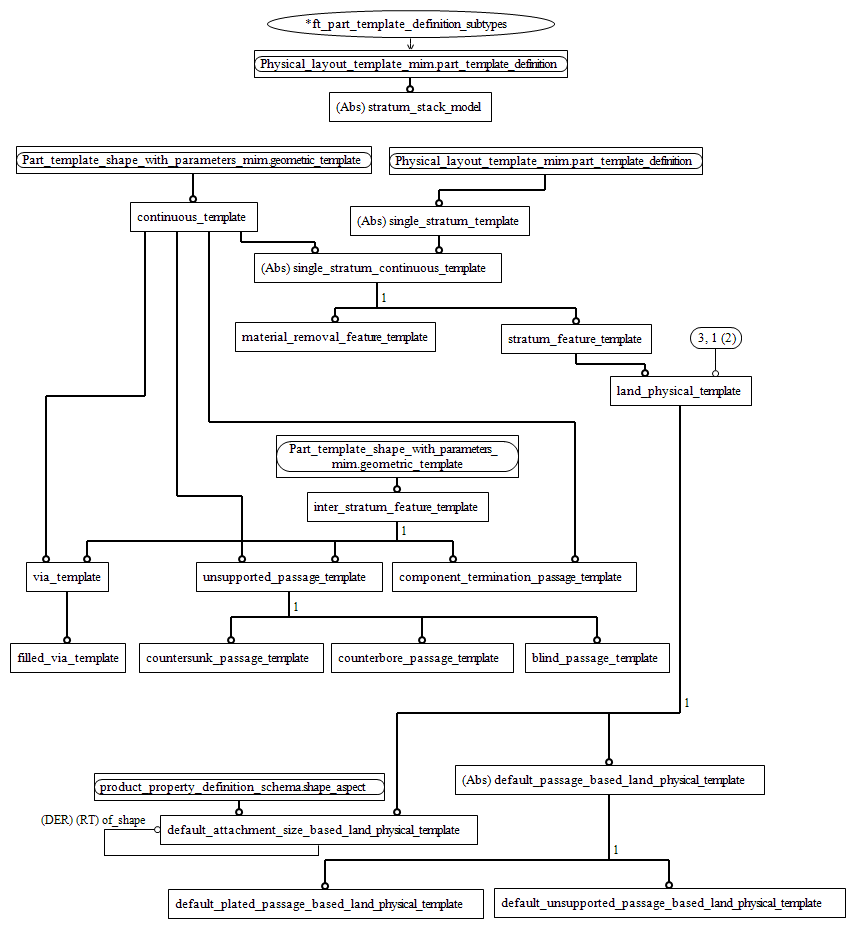 *ft_part_template_definition_subtypes
Physical_layout_template_mim.part_template_definition
(Abs) stratum_stack_model
Part_template_shape_with_parameters_mim.geometric_template
Physical_layout_template_mim.part_template_definition
continuous_template
(Abs) single_stratum_template
(Abs) single_stratum_continuous_template
1
material_removal_feature_template
stratum_feature_template
3, 1 (2)
land_physical_template
Part_template_shape_with_parameters_
mim.geometric_template
inter_stratum_feature_template
1
via_template
unsupported_passage_template
component_termination_passage_template
1
filled_via_template
countersunk_passage_template
counterbore_passage_template
blind_passage_template
1
(Abs) default_passage_based_land_physical_template
product_property_definition_schema.shape_aspect
(DER) (RT) of_shape
default_attachment_size_based_land_physical_template
1
default_plated_passage_based_land_physical_template
default_unsupported_passage_based_land_physical_template